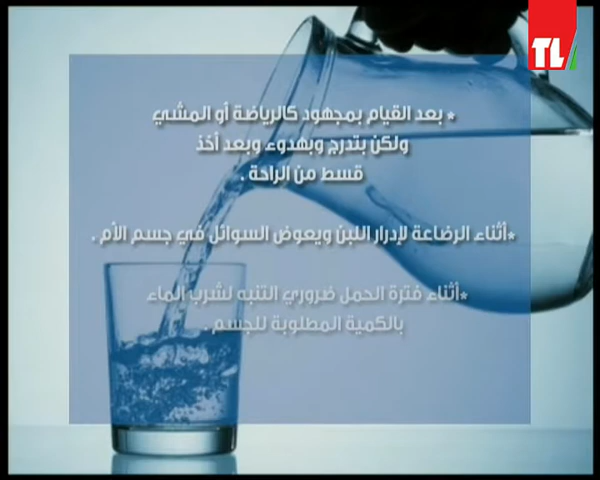 TL
* بعد القيام بمجهود كالرياضة أو المشي
ولكن بتدرج وبهدوء وبعد أخذ
قسط من الراحة .
*أثناء الرضاعة لإدرار اللبن ويعوض السوائل في جسم الأم .
*أثناء فترة الحمل ضروري التنبه لشرب الماء
بالكمية المطلوبة للجسم .